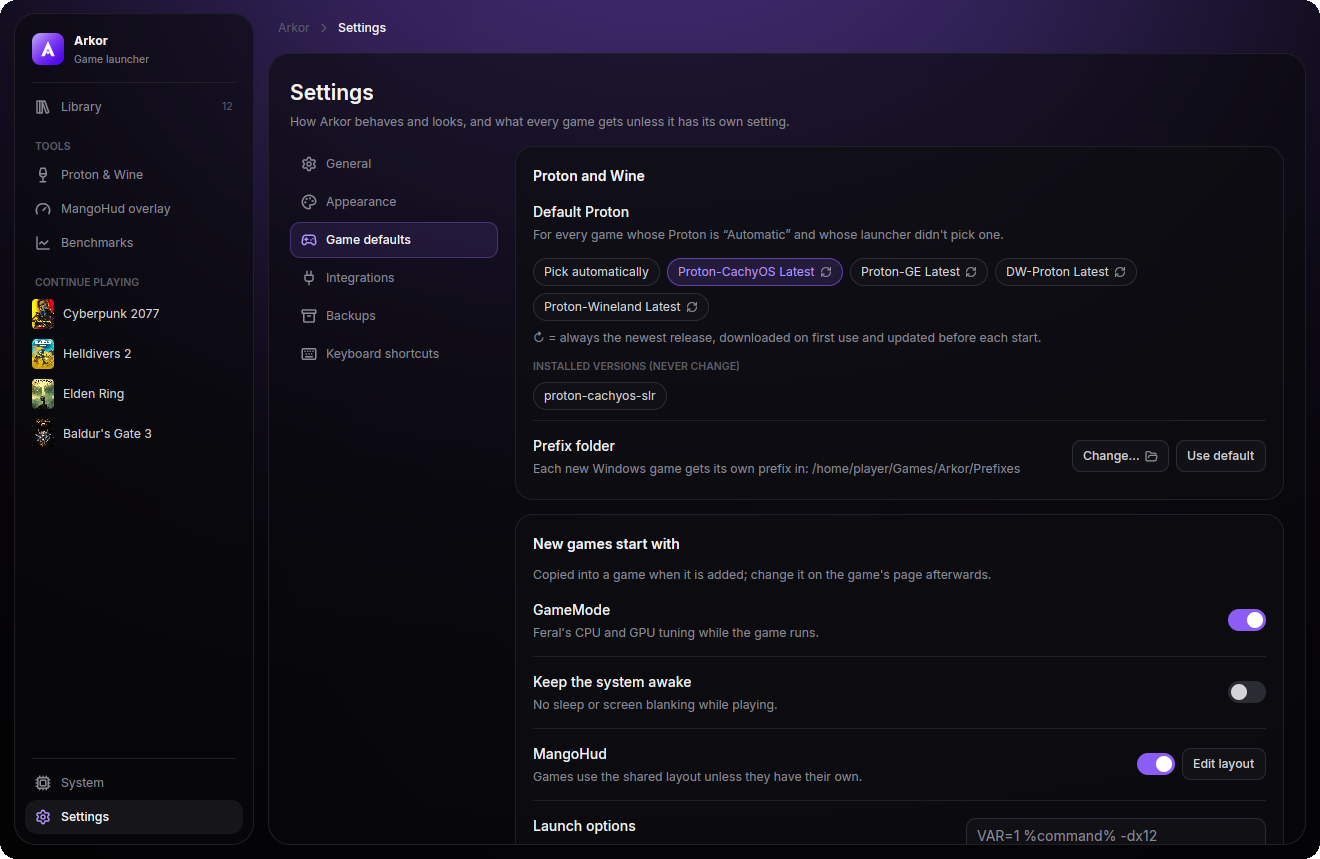 Arkor
Game launcher
Library 12
TOOLS
Proton & Wine
MangoHud overlay
Benchmarks
CONTINUE PLAYING
Cyberpunk 2077
Helldivers 2
Elden Ring
Baldur's Gate 3
System
Settings
Arkor > Settings
Settings
How Arkor behaves and looks, and what every game gets unless it has its own setting.
General
Appearance
Game defaults
Integrations
Backups
Keyboard shortcuts
Proton and Wine
Default Proton
For every game whose Proton is “Automatic” and whose launcher didn't pick one.
Pick automatically Proton-CachyOS Latest Proton-GE Latest DW-Proton Latest
Proton-Wineland Latest
↻ = always the newest release, downloaded on first use and updated before each start.
INSTALLED VERSIONS (NEVER CHANGE)
proton-cachyos-slr
Prefix folder
Each new Windows game gets its own prefix in: /home/player/Games/Arkor/Prefixes
Change... Use default
New games start with
Copied into a game when it is added; change it on the game's page afterwards.
GameMode
Feral's CPU and GPU tuning while the game runs.
Keep the system awake
No sleep or screen blanking while playing.
MangoHud
Games use the shared layout unless they have their own.
Edit layout
Launch options
VAR=1 %command% -dx12